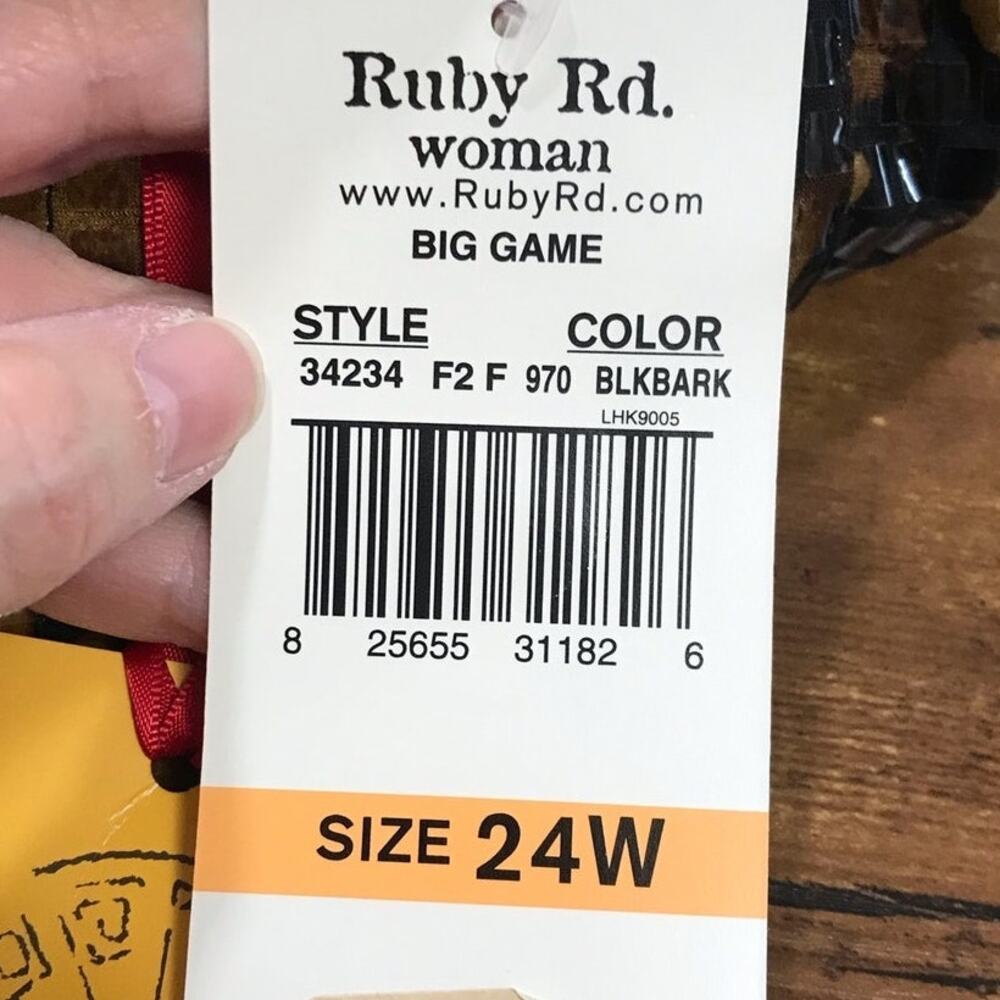 Ruby Rd.
woman
www.RubyRd.com
BIG GAME
STYLE COLOR
34234 F2 F 970 BLKBARK
LHK9005
8 25655 31182 6
SIZE 24W